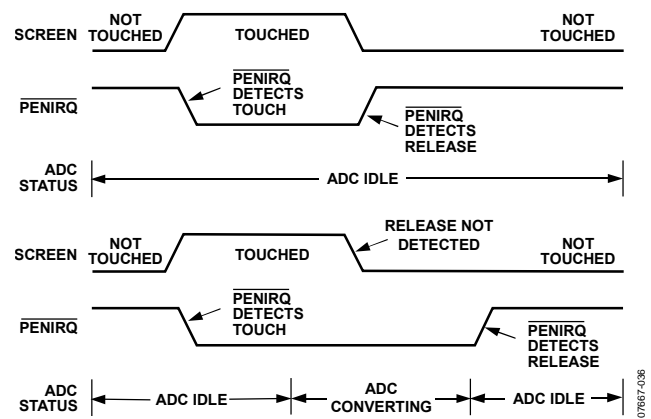 SCREEN
NOT
TOUCHED
TOUCHED
NOT
TOUCHED
PENIRQ
PENIRQ
DETECTS
TOUCH
PENIRQ
DETECTS
RELEASE
ADC
STATUS
ADC IDLE
SCREEN
NOT
TOUCHED
TOUCHED
RELEASE NOT
DETECTED
NOT
TOUCHED
PENIRQ
PENIRQ
DETECTS
TOUCH
PENIRQ
DETECTS
RELEASE
ADC
STATUS
ADC IDLE
ADC
CONVERTING
ADC IDLE
07667-036